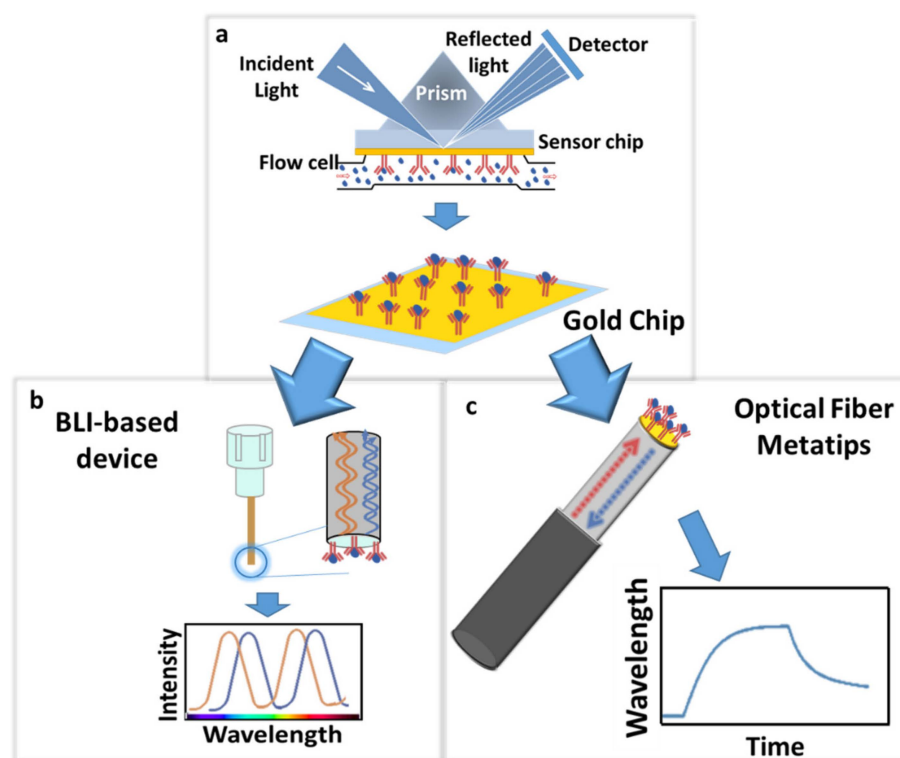 a
Incident
Light
Reflected
light
Detector
Prism
Sensor chip
Flow cell
Gold Chip
b
BLI-based
device
Intensity
Wavelength
c
Optical Fiber
Metatips
Wavelength
Time